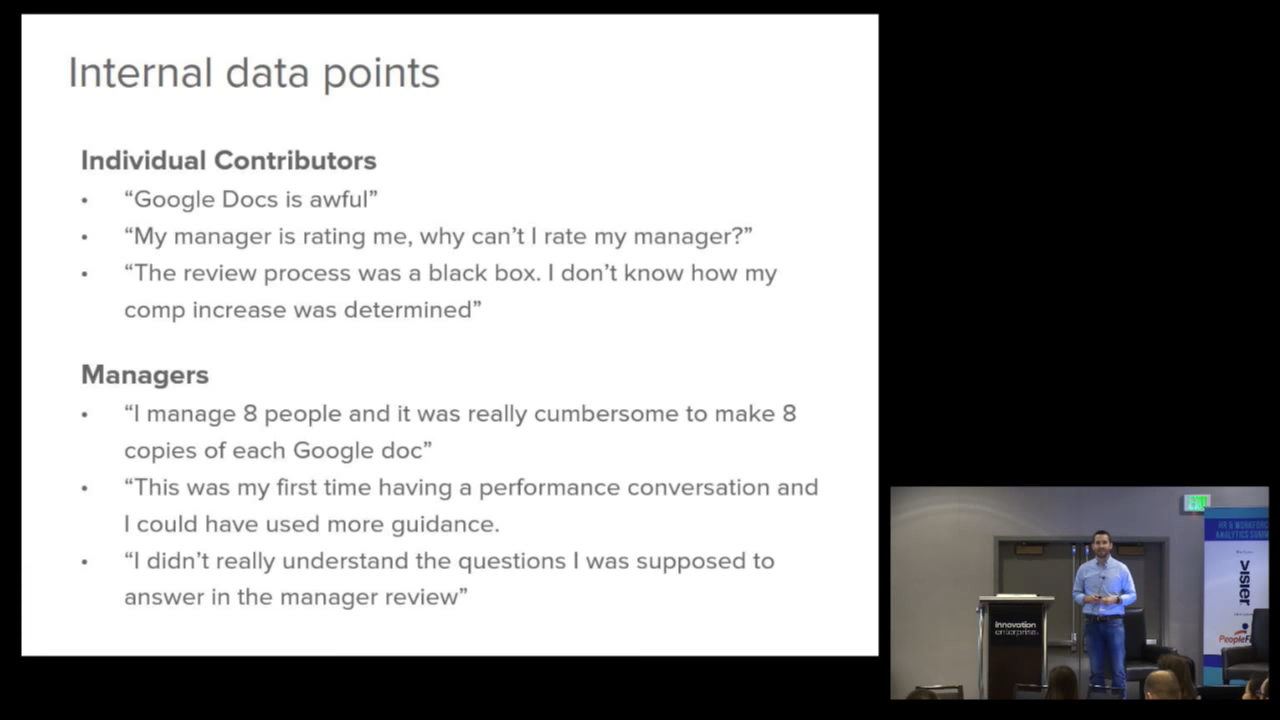 Internal data points
Individual Contributors
• “Google Docs is awful”
• “My manager is rating me, why can’t I rate my manager?”
• “The review process was a black box. I don’t know how my
comp increase was determined”
Managers
• “I manage 8 people and it was really cumbersome to make 8
copies of each Google doc”
• “This was my first time having a performance conversation and
I could have used more guidance.
• “I didn’t really understand the questions I was supposed to
answer in the manager review”
EXIT
HR & WORKFORC
ANALYTICS
VISIER
innovation
enterprise.
PeopleF